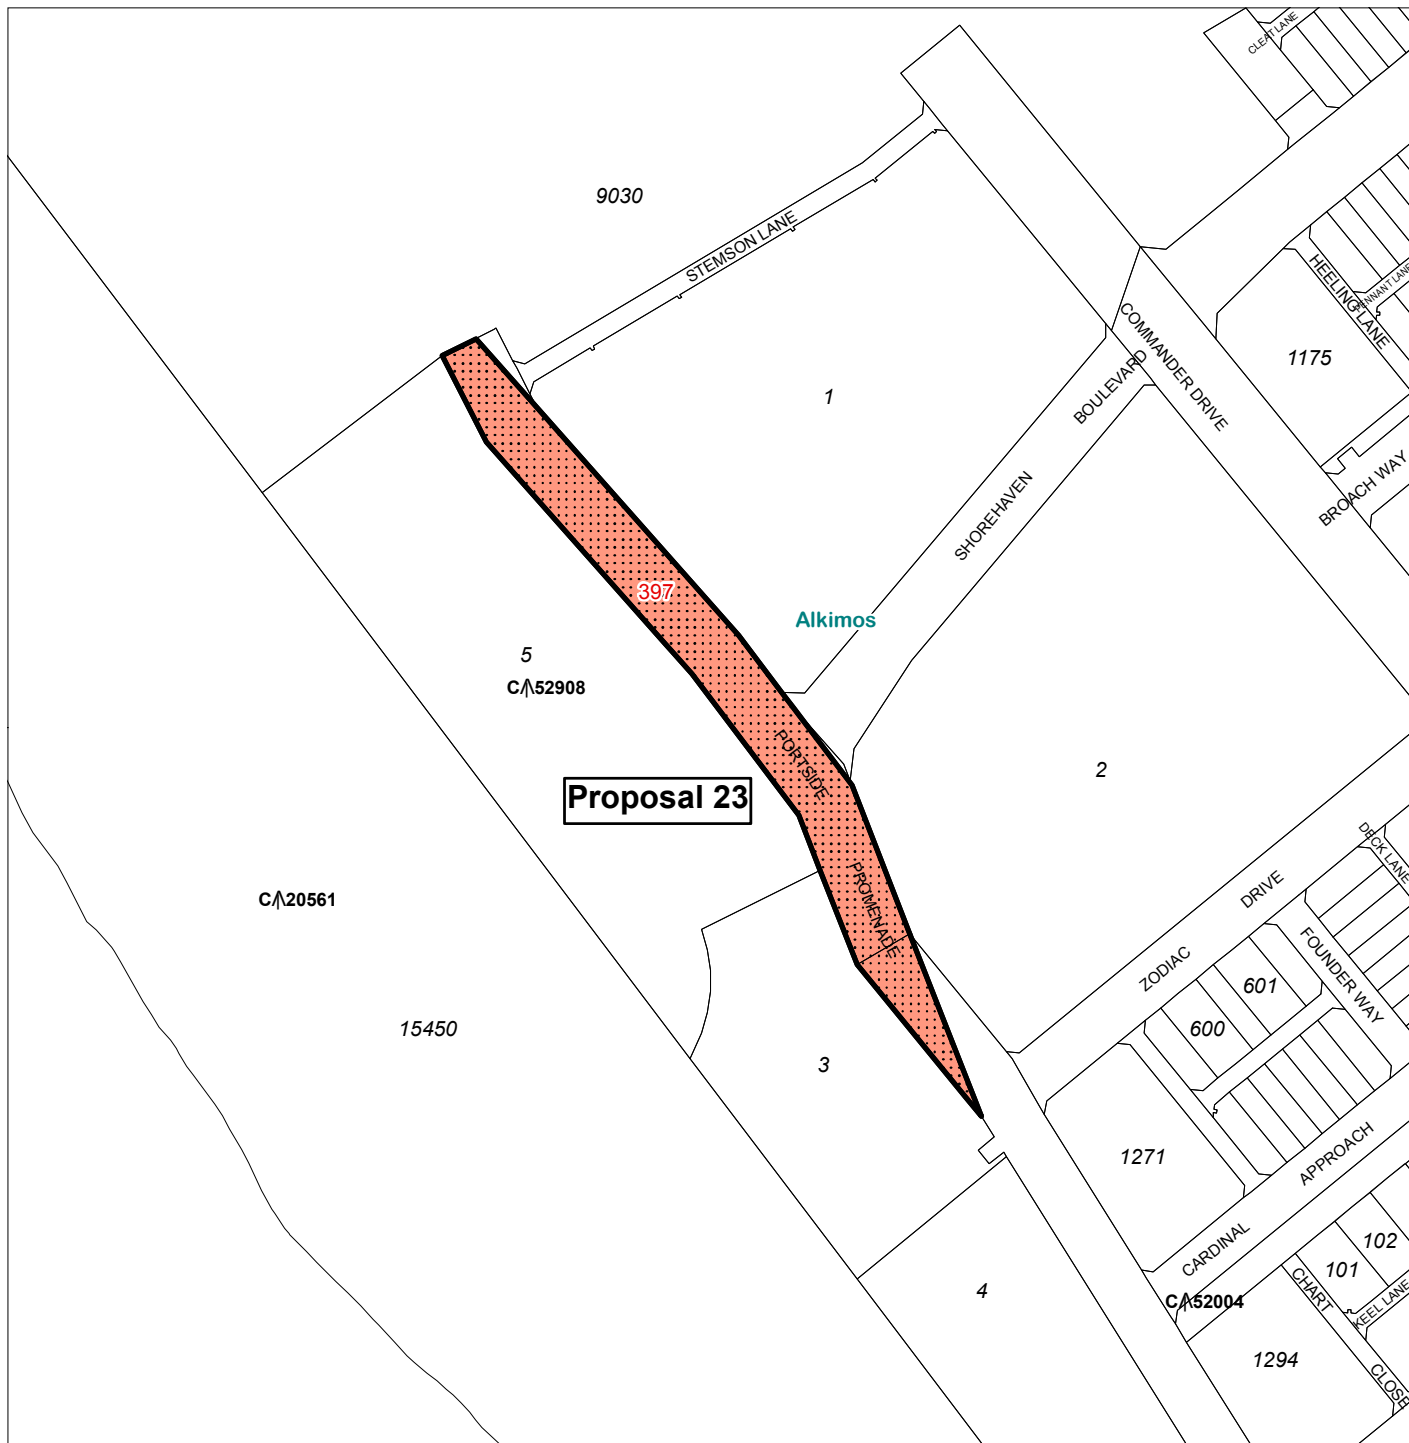 CLEAT LANE
9030
STEMSON LANE
HEELING LANE
PENNANT LANE
COMMANDER DRIVE
1175
1
BOULEVARD
BROACH WAY
SHOREHAVEN
397
Alkimos
5
C/\52908
PORTSIDE
2
Proposal 23
DECK LANE
PROMENADE
DRIVE
C/\20561
FOUNDER WAY
ZODIAC
601
600
15450
3
1271
APPROACH
CARDINAL
102
101
4
CHART
C/\52004
KEEL LANE
1294
CLOSE